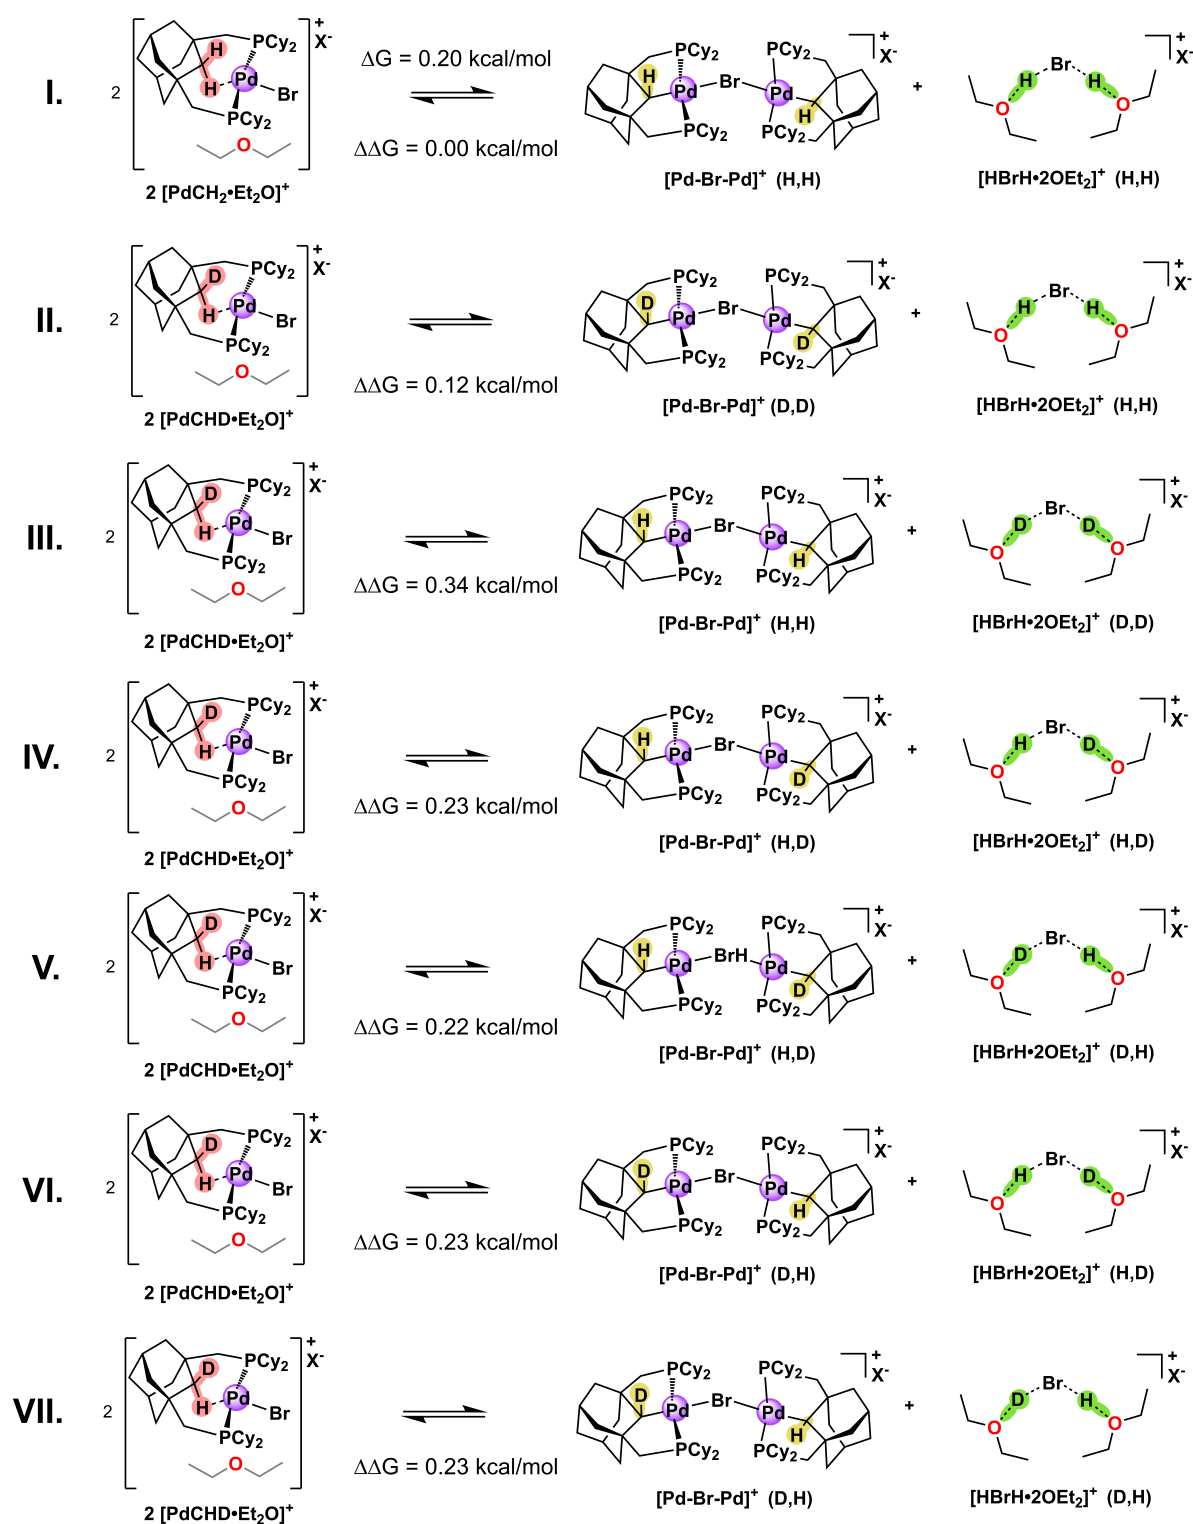 I.
2
H
H
PCy2
Pd
Br
PCy2
O
+
X-
2 [PdCH2•Et2O]+
ΔG = 0.20 kcal/mol
ΔΔG = 0.00 kcal/mol
PCy2
H
Pd
Br
PCy2
PCy2
Pd
H
PCy2
+
X-
[Pd-Br-Pd]+ (H,H)
+
H
Br
H
O
O
+
X-
[HBrH•2OEt2]+ (H,H)
II.
2
D
H
PCy2
Pd
Br
PCy2
O
+
X-
2 [PdCHD•Et2O]+
ΔΔG = 0.12 kcal/mol
PCy2
D
Pd
Br
PCy2
PCy2
Pd
D
PCy2
+
X-
[Pd-Br-Pd]+ (D,D)
+
H
Br
H
O
O
+
X-
[HBrH•2OEt2]+ (H,H)
III.
2
D
H
PCy2
Pd
Br
PCy2
O
+
X-
2 [PdCHD•Et2O]+
ΔΔG = 0.34 kcal/mol
PCy2
H
Pd
Br
PCy2
PCy2
Pd
H
PCy2
+
X-
[Pd-Br-Pd]+ (H,H)
+
D
Br
D
O
O
+
X-
[HBrH•2OEt2]+ (D,D)
IV.
2
D
H
PCy2
Pd
Br
PCy2
O
+
X-
2 [PdCHD•Et2O]+
ΔΔG = 0.23 kcal/mol
PCy2
H
Pd
Br
PCy2
PCy2
Pd
D
PCy2
+
X-
[Pd-Br-Pd]+ (H,D)
+
H
Br
D
O
O
+
X-
[HBrH•2OEt2]+ (H,D)
V.
2
D
H
PCy2
Pd
Br
PCy2
O
+
X-
2 [PdCHD•Et2O]+
ΔΔG = 0.22 kcal/mol
PCy2
H
Pd
BrH
PCy2
PCy2
Pd
D
PCy2
+
X-
[Pd-Br-Pd]+ (H,D)
+
D
Br
H
O
O
+
X-
[HBrH•2OEt2]+ (D,H)
VI.
2
D
H
PCy2
Pd
Br
PCy2
O
+
X-
2 [PdCHD•Et2O]+
ΔΔG = 0.23 kcal/mol
PCy2
D
Pd
Br
PCy2
PCy2
Pd
H
PCy2
+
X-
[Pd-Br-Pd]+ (D,H)
+
H
Br
D
O
O
+
X-
[HBrH•2OEt2]+ (H,D)
VII.
2
D
H
PCy2
Pd
Br
PCy2
O
+
X-
2 [PdCHD•Et2O]+
ΔΔG = 0.23 kcal/mol
PCy2
D
Pd
Br
PCy2
PCy2
Pd
H
PCy2
+
X-
[Pd-Br-Pd]+ (D,H)
+
D
Br
H
O
O
+
X-
[HBrH•2OEt2]+ (D,H)